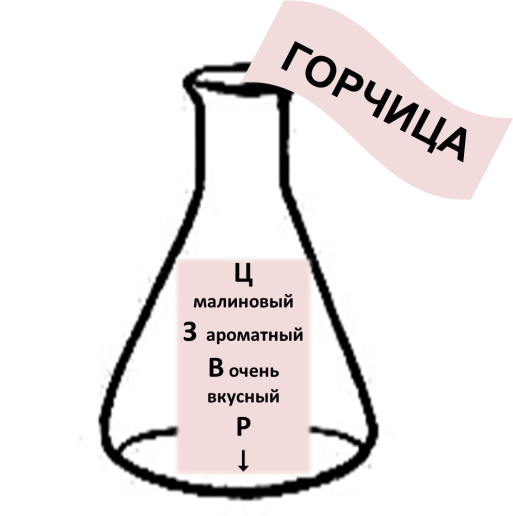 ГОРЧИЦА
Ц
малиновый
З ароматный
В очень
вкусный
Р
↓